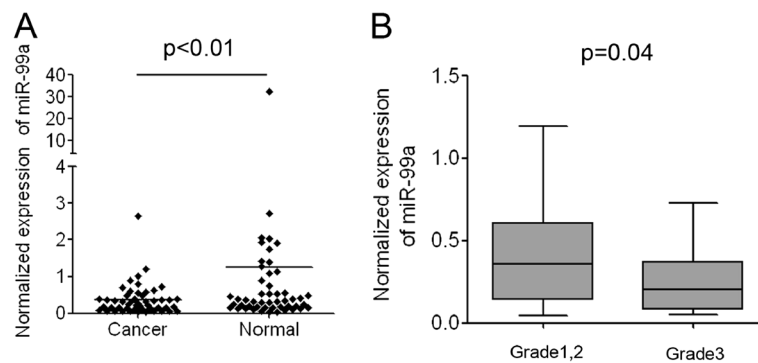 A
p<0.01
Normalized expression of miR-99a
40
30
20
10
4
3
2
1
0
Cancer
Normal
B
p=0.04
Normalized expression
of miR-99a
1.5
1.0
0.5
0.0
Grade1,2
Grade3